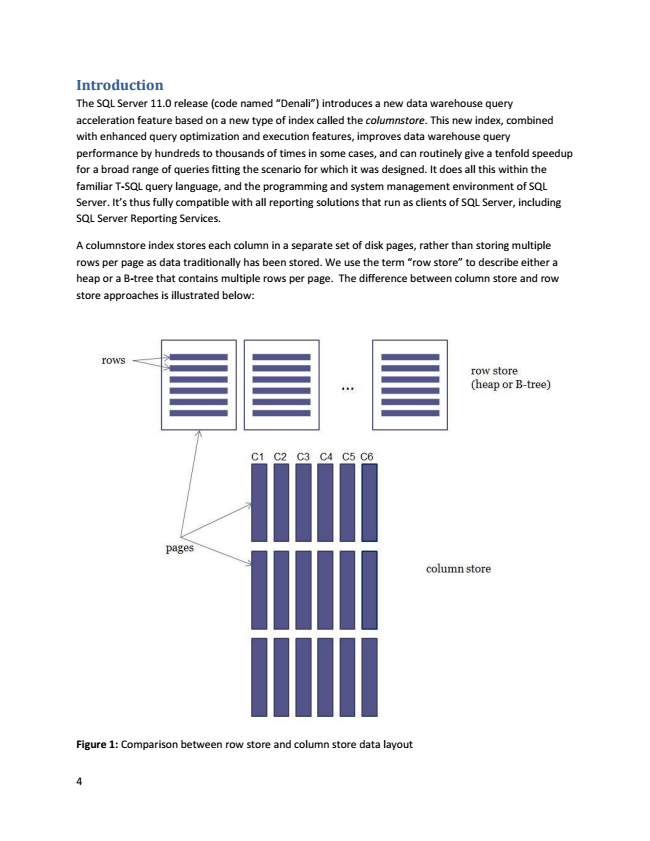 Introduction
The SQL Server 11.0 release (code named “Denali”) introduces a new data warehouse query
acceleration feature based on a new type of index called the columnstore. This new index, combined
with enhanced query optimization and execution features, improves data warehouse query
performance by hundreds to thousands of times in some cases, and can routinely give a tenfold speedup
for a broad range of queries fitting the scenario for which it was designed. It does all this within the
familiar T-SQL query language, and the programming and system management environment of SQL
Server. It’s thus fully compatible with all reporting solutions that run as clients of SQL Server, including
SQL Server Reporting Services.
A columnstore index stores each column in a separate set of disk pages, rather than storing multiple
rows per page as data traditionally has been stored. We use the term “row store” to describe either a
heap or a B-tree that contains multiple rows per page. The difference between column store and row
store approaches is illustrated below:
rows
...
row store
(heap or B-tree)
C1 C2 C3 C4 C5 C6
pages
column store
Figure 1: Comparison between row store and column store data layout
4